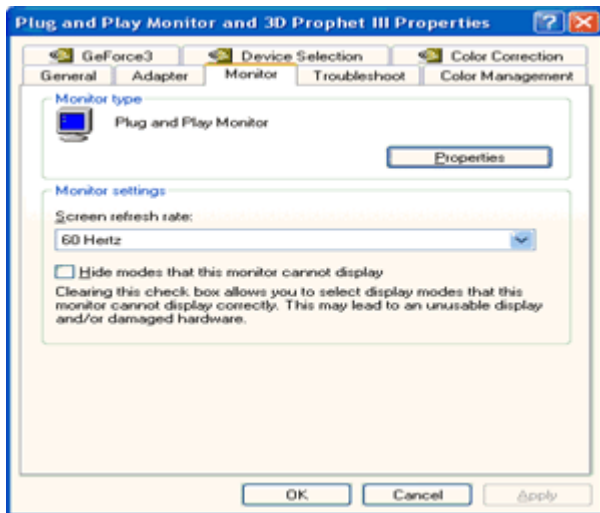 Plug and Play Monitor and 3D Prophet III Properties
GeForce3 Device Selection Color Correction
General Adapter Monitor Troubleshoot Color Management
Monitor type
Plug and Play Monitor
Properties
Monitor settings
Screen refresh rate:
60 Hertz
Hide modes that this monitor cannot display
Clearing this check box allows you to select display modes that this
monitor cannot display correctly. This may lead to an unusable display
and/or damaged hardware.
OK Cancel Apply